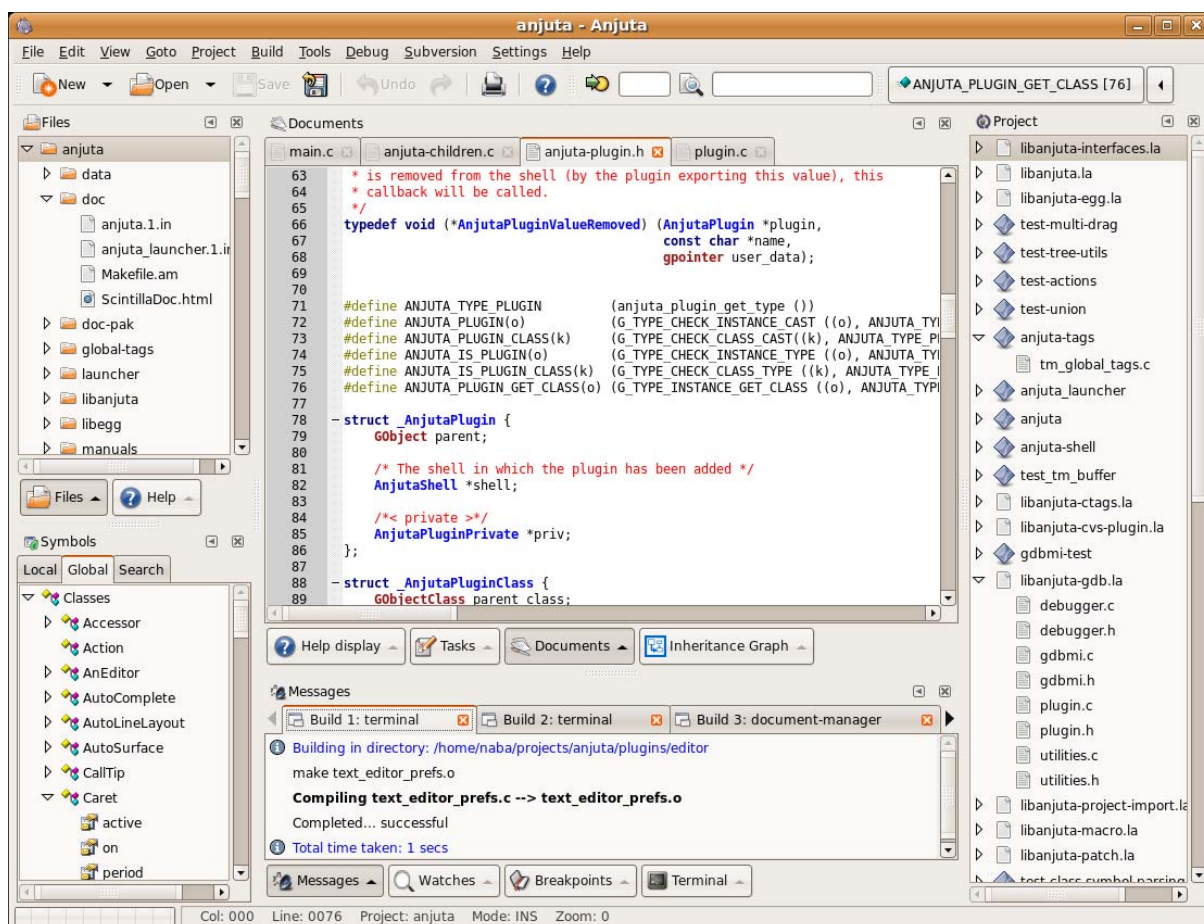 anjuta - Anjuta
File Edit View Goto Project Build Tools Debug Subversion Settings Help
New Open Save Undo ANJUTA_PLUGIN_GET_CLASS [76]
Files
anjuta
data
doc
anjuta.1.in
anjuta_launcher.1.in
Makefile.am
ScintillaDoc.html
doc-pak
global-tags
launcher
libanjuta
libegg
manuals
Files Help
Symbols
Local Global Search
Classes
Accessor
Action
AnEditor
AutoComplete
AutoLineLayout
AutoSurface
CallTip
Caret
active
on
period
Documents
main.c anjuta-children.c anjuta-plugin.h plugin.c
63 * is removed from the shell (by the plugin exporting this value), this
64 * callback will be called.
65 */
66 typedef void (*AnjutaPluginValueRemoved) (AnjutaPlugin *plugin,
67 const char *name,
68 gpointer user_data);
69
70
71 #define ANJUTA_TYPE_PLUGIN (anjuta_plugin_get_type ())
72 #define ANJUTA_PLUGIN(o) (G_TYPE_CHECK_INSTANCE_CAST ((o), ANJUTA_TYP
73 #define ANJUTA_PLUGIN_CLASS(k) (G_TYPE_CHECK_CLASS_CAST((k), ANJUTA_TYPE_P
74 #define ANJUTA_IS_PLUGIN(o) (G_TYPE_CHECK_INSTANCE_TYPE ((o), ANJUTA_TY
75 #define ANJUTA_IS_PLUGIN_CLASS(k) (G_TYPE_CHECK_CLASS_TYPE ((k), ANJUTA_TYPE_
76 #define ANJUTA_PLUGIN_GET_CLASS(o) (G_TYPE_INSTANCE_GET_CLASS ((o), ANJUTA_TYPE
77
78 struct _AnjutaPlugin {
79 GObject parent;
80
81 /* The shell in which the plugin has been added */
82 AnjutaShell *shell;
83
84 /*< private >*/
85 AnjutaPluginPrivate *priv;
86 };
87
88 struct _AnjutaPluginClass {
89 GObjectClass parent_class;
Help display Tasks Documents Inheritance Graph
Messages
Build 1: terminal Build 2: terminal Build 3: document-manager
Building in directory: /home/naba/projects/anjuta/plugins/editor
make text_editor_prefs.o
Compiling text_editor_prefs.c --> text_editor_prefs.o
Completed... successful
Total time taken: 1 secs
Messages Watches Breakpoints Terminal
Project
libanjuta-interfaces.la
libanjuta.la
libanjuta-egg.la
test-multi-drag
test-tree-utils
test-actions
test-union
anjuta-tags
tm_global_tags.c
anjuta_launcher
anjuta
anjuta-shell
test_tm_buffer
libanjuta-ctags.la
libanjuta-cvs-plugin.la
gdbmi-test
libanjuta-gdb.la
debugger.c
debugger.h
gdbmi.c
gdbmi.h
plugin.c
plugin.h
utilities.c
utilities.h
libanjuta-project-import.la
libanjuta-macro.la
libanjuta-patch.la
test-class-symbol-parsing
Col: 000 Line: 0076 Project: anjuta Mode: INS Zoom: 0